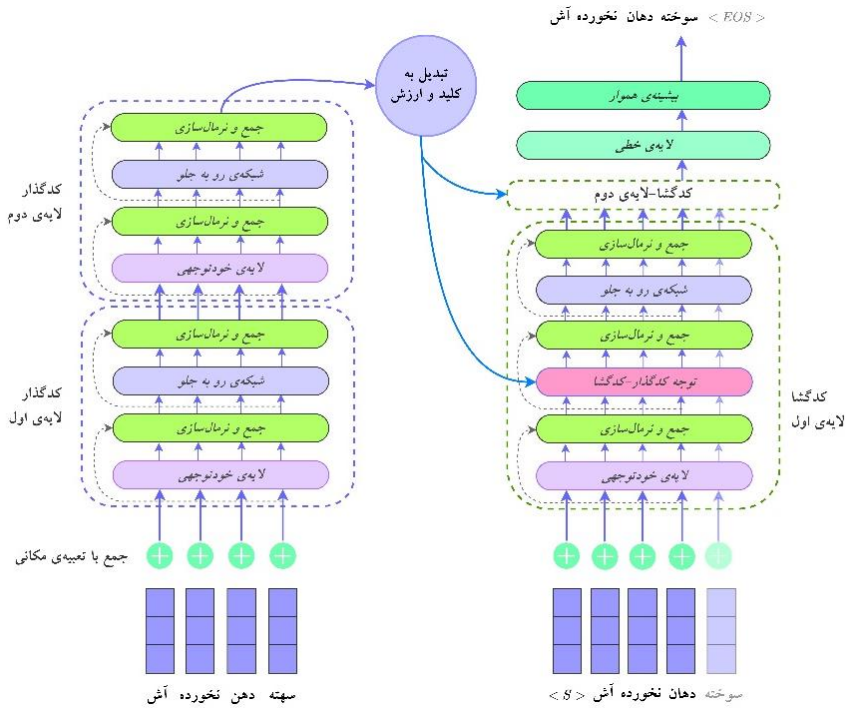 سوخته دهان نخورده آش <EOS>
بیشینه‌ی هموار
لایه‌ی خطی
کدگشا-لایه‌ی دوم
جمع و نرمال‌سازی
شبکه‌ی رو به جلو
جمع و نرمال‌سازی
توجه کدگذار-کدگشا
جمع و نرمال‌سازی
لایه‌ی خودتوجهی
کدگشا
لایه‌ی اول
سوخته
دهان
نخورده
آش
<S>
تبدیل به
کلید و ارزش
جمع و نرمال‌سازی
شبکه‌ی رو به جلو
جمع و نرمال‌سازی
لایه‌ی خودتوجهی
کدگذار
لایه‌ی دوم
جمع و نرمال‌سازی
شبکه‌ی رو به جلو
جمع و نرمال‌سازی
لایه‌ی خودتوجهی
کدگذار
لایه‌ی اول
جمع با تعبیه‌ی مکانی
سهته
دهن
نخورده
آش